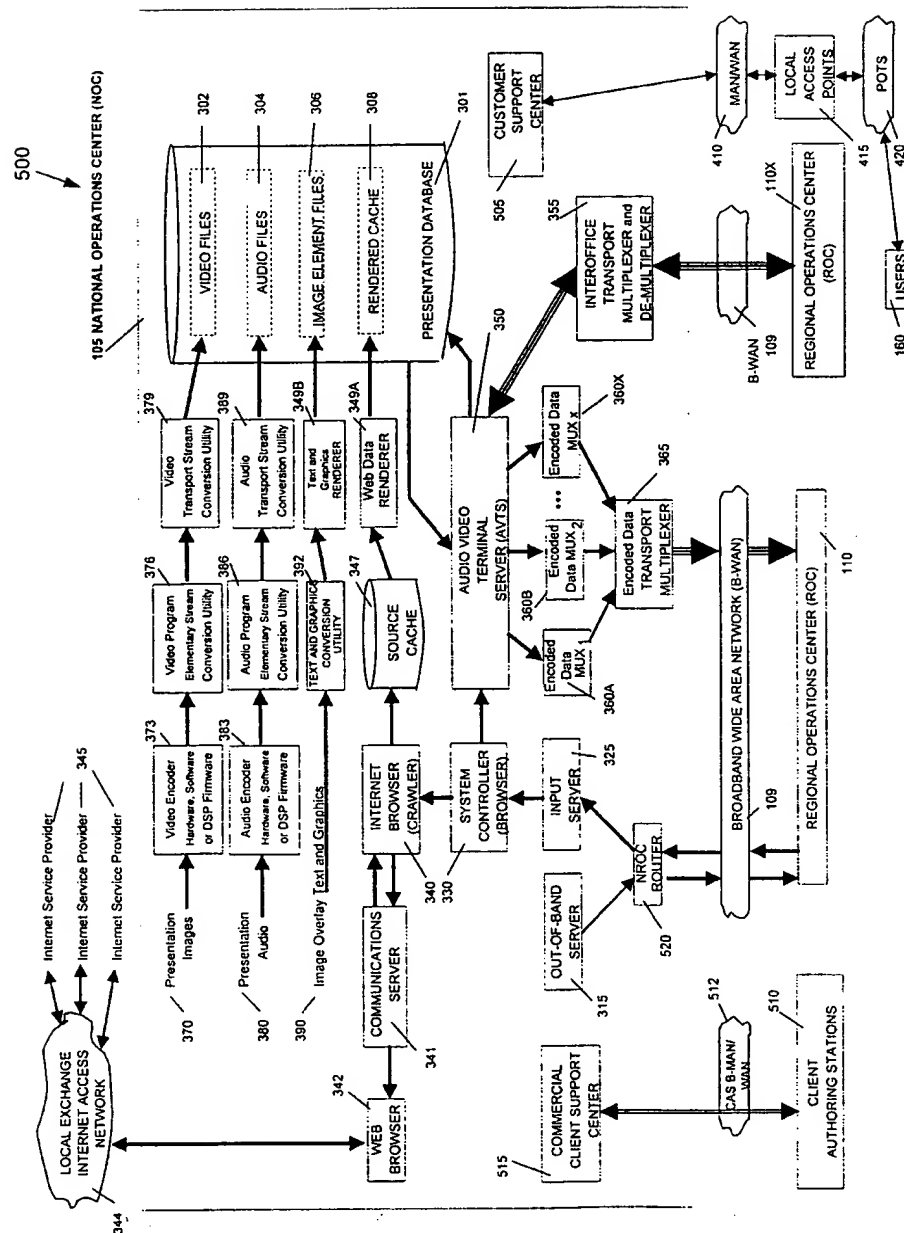 500
105 NATIONAL OPERATIONS CENTER (NOC)
LOCAL EXCHANGE
INTERNET ACCESS
NETWORK
344
Internet Service Provider
Internet Service Provider
Internet Service Provider
345
Presentation
Images
370
Video Encoder
Hardware, Software
or DSP Firmware
373
Video Program
Elementary Stream
Conversion Utility
376
Video
Transport Stream
Conversion Utility
379
VIDEO FILES
302
Presentation
Audio
380
Audio Encoder
Hardware, Software
or DSP Firmware
383
Audio Program
Elementary Stream
Conversion Utility
386
Audio
Transport Stream
Conversion Utility
389
AUDIO FILES
304
390
Image Overlay Text and Graphics
TEXT AND GRAPHICS
CONVERSION
UTILITY
392
Text and
Graphics
RENDERER
349B
IMAGE ELEMENT FILES
306
Web Data
RENDERER
349A
RENDERED CACHE
308
PRESENTATION DATABASE
301
WEB
BROWSER
342
COMMUNICATIONS
SERVER
341
INTERNET
BROWSER
(CRAWLER)
340
SOURCE
CACHE
347
SYSTEM
CONTROLLER
(BROWSER)
330
AUDIO VIDEO
TERMINAL
SERVER (AVTS)
350
CUSTOMER
SUPPORT
CENTER
505
INPUT
SERVER
325
Encoded
Data
MUX 1
360A
Encoded
Data MUX 2
360B
Encoded Data
MUX x
360X
INTEROFFICE
TRANSPORT
MULTIPLEXER and
DE-MULTIPLEXER
355
Encoded Data
TRANSPORT
MULTIPLEXER
365
COMMERCIAL
CLIENT SUPPORT
CENTER
515
OUT-OF-BAND
SERVER
315
NROC
ROUTER
520
CAS B-MAN/
WAN
512
BROADBAND WIDE AREA NETWORK (B-WAN)
109
B-WAN
109
MAN/WAN
410
LOCAL
ACCESS
POINTS
415
CLIENT
AUTHORING STATIONS
510
REGIONAL OPERATIONS CENTER (ROC)
110
REGIONAL OPERATIONS CENTER
(ROC)
110X
POTS
420
USERS
160